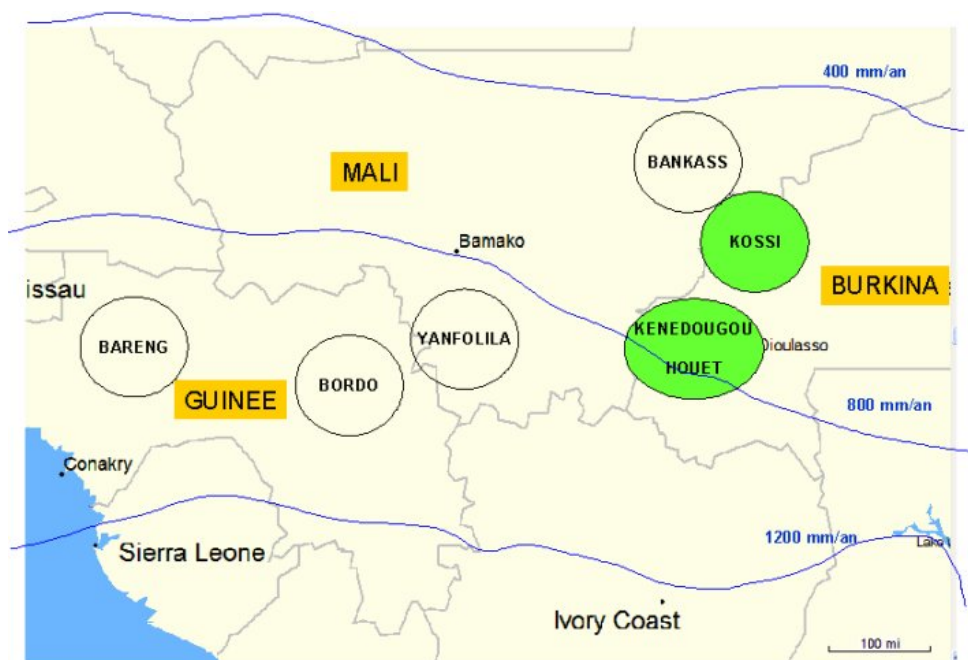 400 mm/an
BANKASS
MALI
KOSSI
Bamako
issau
BURKINA
YANFOLILA
KENEDOUGOU
Dioulasso
BARENG
HOUET
BORDO
GUINEE
800 mm/an
Conakry
1200 mm/an
Lake
Sierra Leone
Ivory Coast
100 mi